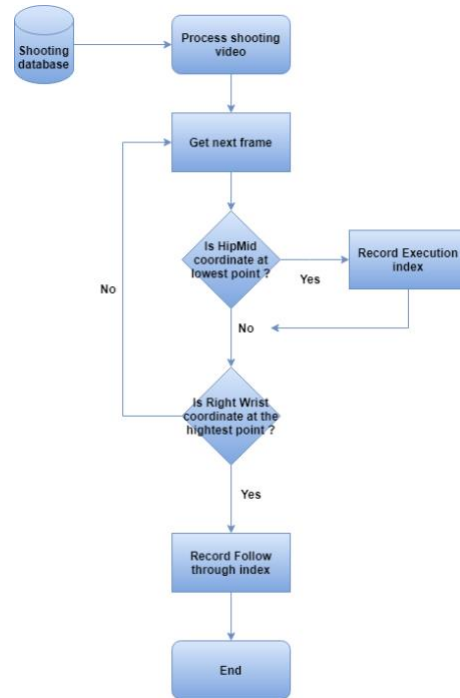 Shooting
database
Process shooting
video
Get next frame
Is HipMid
coordinate at
lowest point ?
Yes
Record Execution
index
No
No
Is Right Wrist
coordinate at the
highest point ?
Yes
Record Follow
through index
End